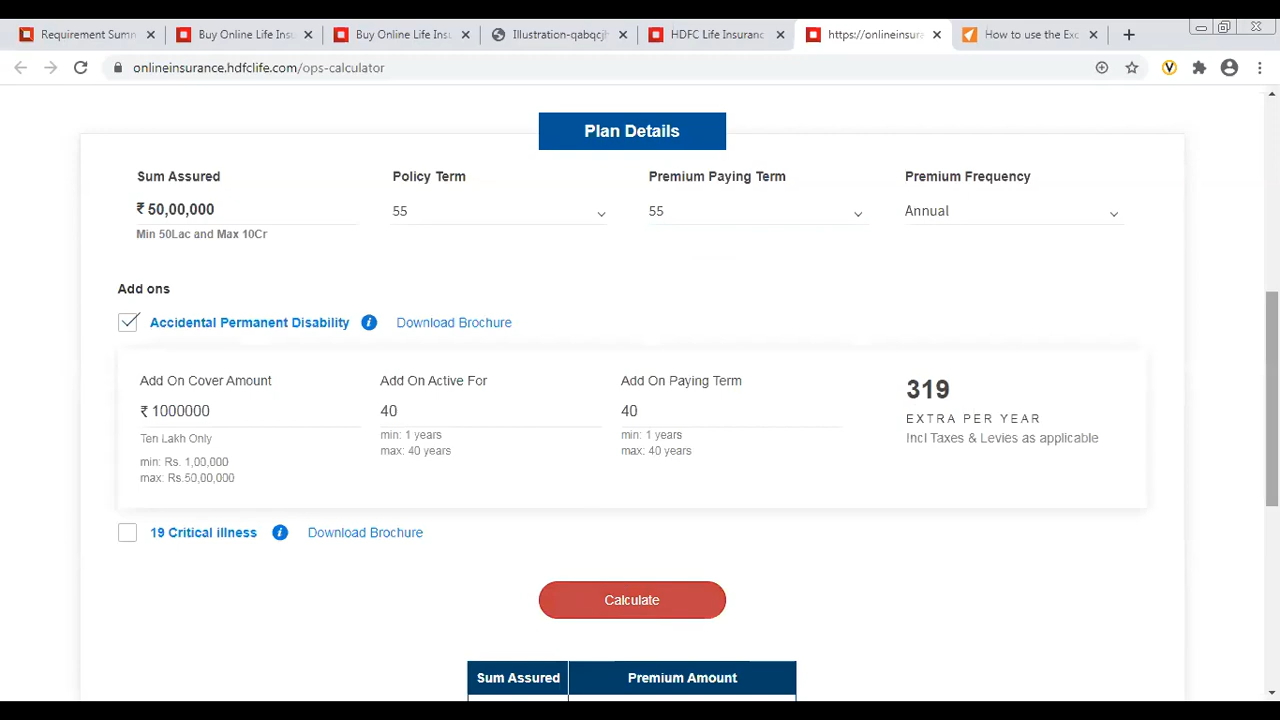 Requirement Sumn
Buy Online LifeInsu
Buy Online Life Ins
Illustration-qabqcjh
HDFC Life Insuranc
https://onlineinsura
How to use the Exc
onlineinsurance.hdfclife.com/ops-calculator
Plan Details
Sum Assured
Policy Term
Premium Paying Term
Premium Frequency
₹ 50,00,000
55
55
Annual
Min 50Lac and Max 10Cr
Add ons
Accidental Permanent Disability
Download Brochure
Add On Cover Amount
Add On Active For
Add On Paying Term
319
₹ 1000000
40
40
EXTRA PER YEAR
Ten Lakh Only
min: 1 years
min: 1 years
Incl Taxes & Levies as applicable
max: 40 years
max: 40 years
min: Rs. 1,00,000
max: Rs.50,00,000
19 Critical illness
Download Brochure
Calculate
Sum Assured
Premium Amount